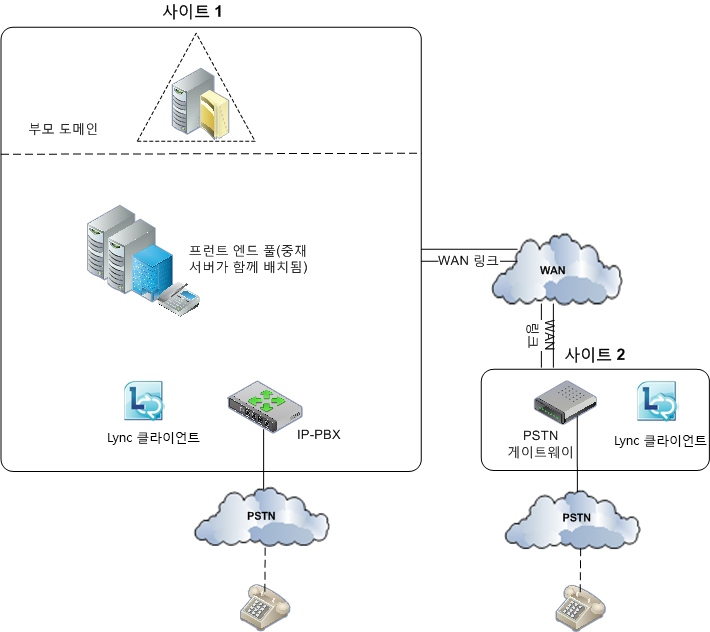 사이트 1
부모 도메인
프런트 엔드 풀(중재
서버가 함께 배치됨)
WAN 링크
WAN
WAN
링크
사이트 2
Lync 클라이언트
IP-PBX
PSTN
게이트웨이
Lync 클라이언트
PSTN
PSTN